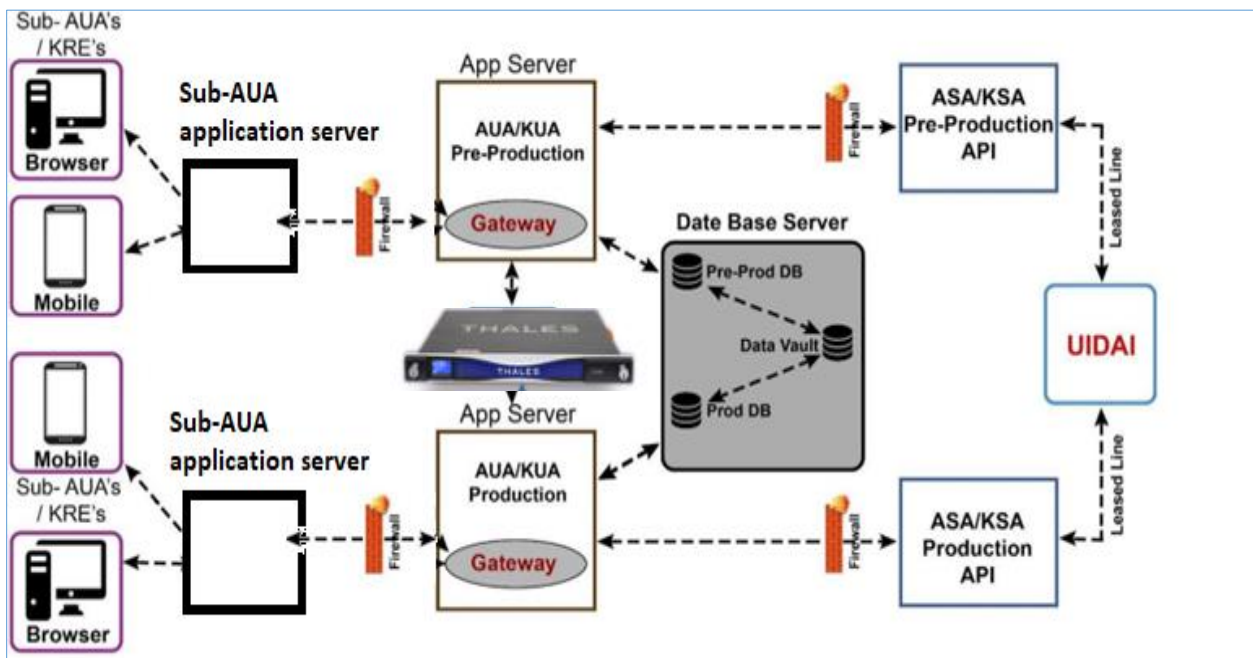 Sub- AUA's
/ KRE's
Browser
Mobile
Sub-AUA
application server
Firewall
App Server
AUA/KUA
Pre-Production
Gateway
Firewall
ASA/KSA
Pre-Production
API
Leased Line
Date Base Server
Pre-Prod DB
Data Vault
Prod DB
UIDAI
THALES
THALES
Mobile
Sub- AUA's
/ KRE's
Browser
Sub-AUA
application server
Firewall
App Server
AUA/KUA
Production
Gateway
Firewall
ASA/KSA
Production
API
Leased Line